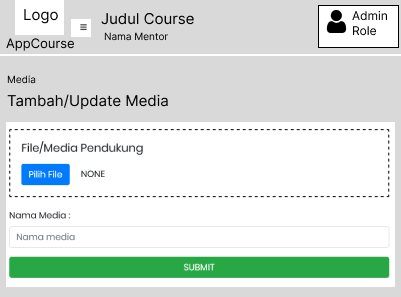 Logo
AppCourse
≡
Judul Course
Nama Mentor
Admin
Role
Media
Tambah/Update Media
File/Media Pendukung
Pilih File
NONE
Nama Media :
Nama media
SUBMIT